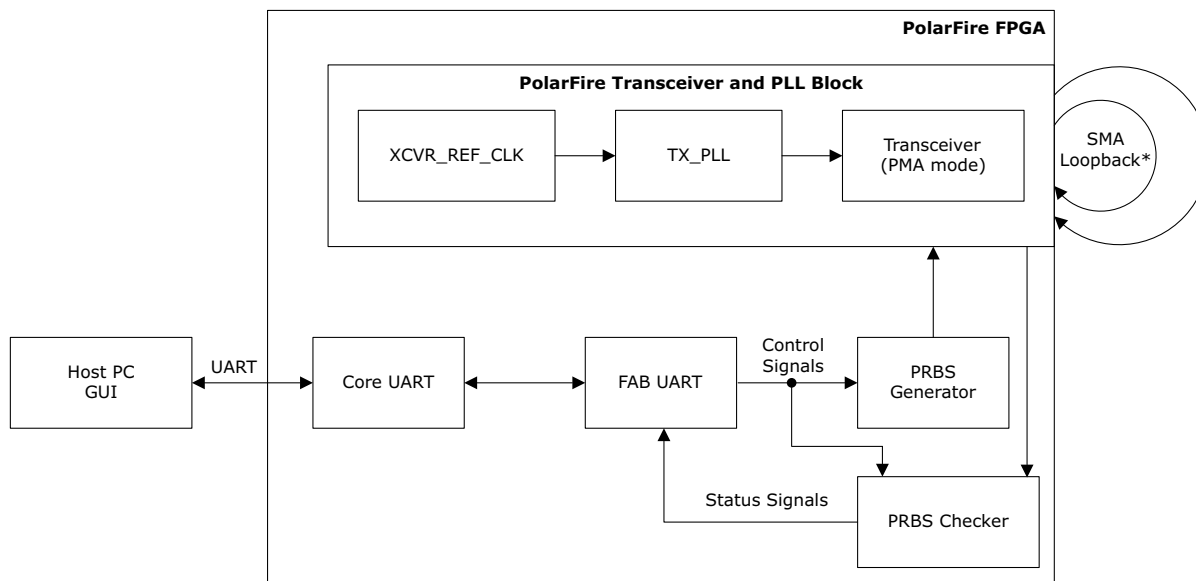 PolarFire FPGA
PolarFire Transceiver and PLL Block
XCVR_REF_CLK
TX_PLL
Transceiver
(PMA mode)
SMA
Loopback*
Host PC
GUI
UART
Core UART
FAB UART
Control
Signals
PRBS
Generator
Status Signals
PRBS Checker